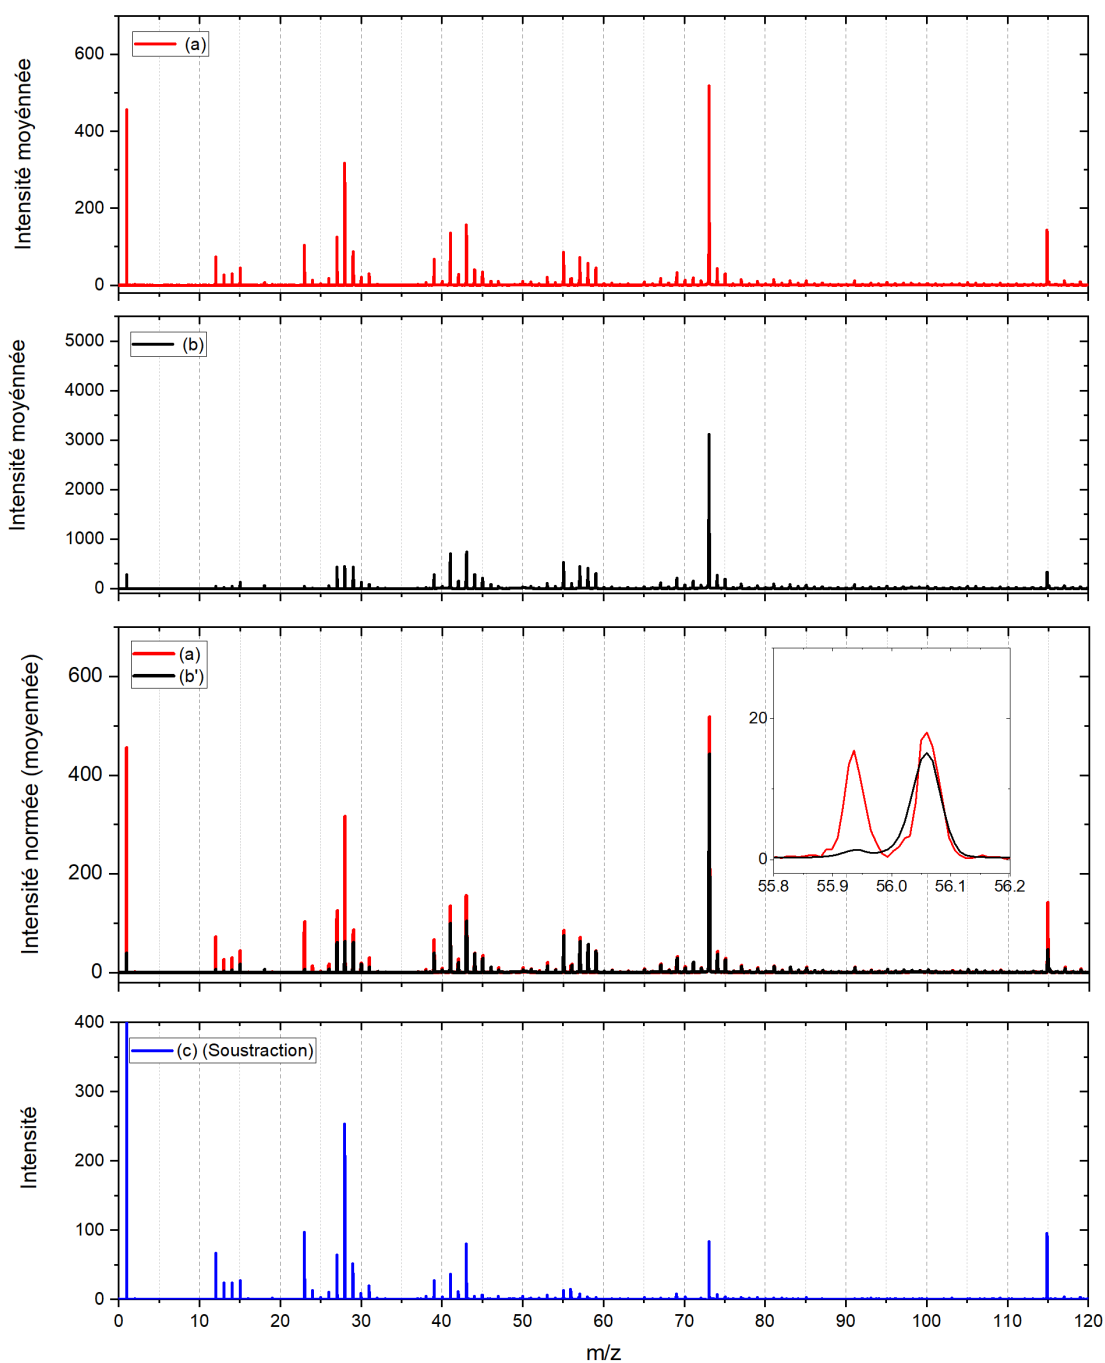 600
400
200
0
Intensité moyénnée
(a)
5000
4000
3000
2000
1000
0
Intensité moyénnée
(b)
600
400
200
0
Intensité normée (moyennée)
(a)
(b')
20
0
55.8 55.9 56.0 56.1 56.2
400
300
200
100
0
Intensité
(c) (Soustraction)
0 10 20 30 40 50 60 70 80 90 100 110 120
m/z